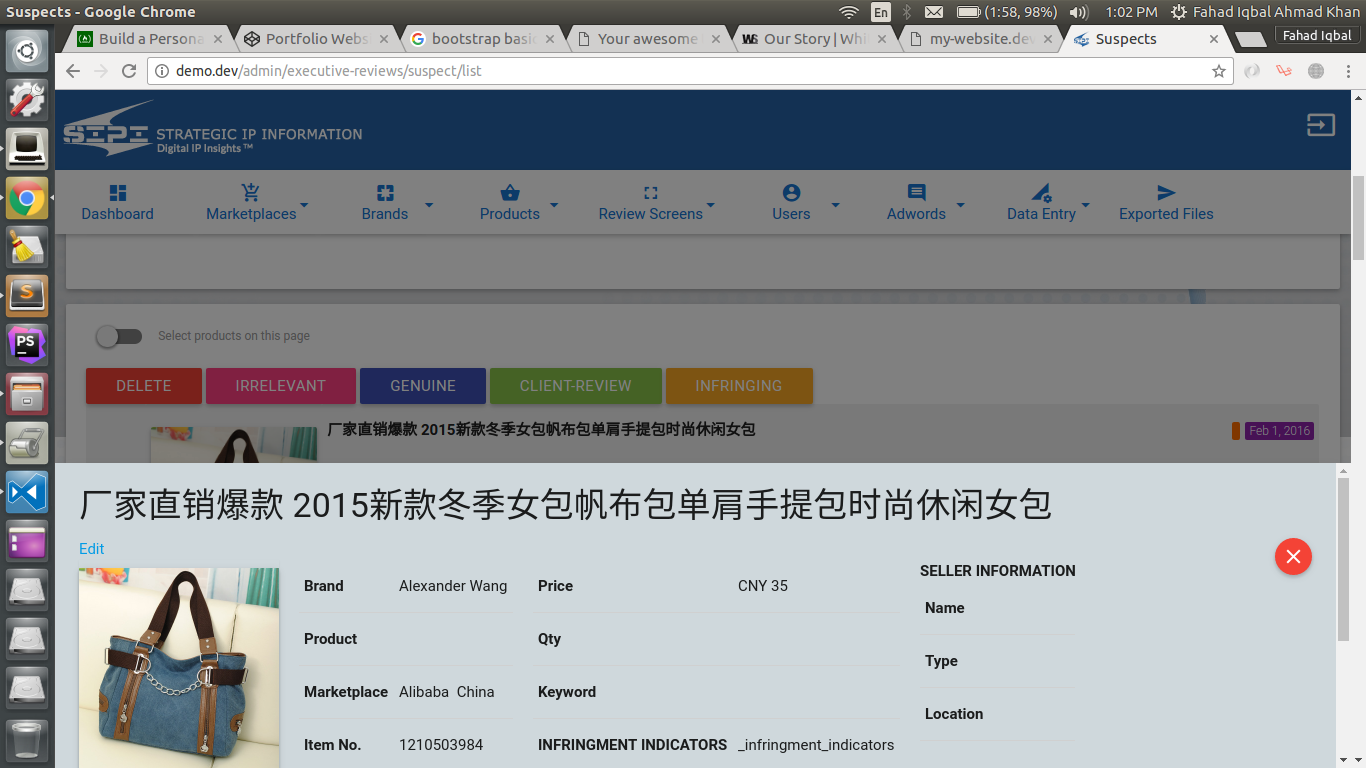 Suspects - Google Chrome
En
(1:58, 98%)
1:02 PM
Fahad Iqbal Ahmad Khan
Build a Persona
Portfolio Webs
bootstrap basi
Your awesome
Our Story | Whi
my-website.dev
Suspects
Fahad Iqbal
demo.dev/admin/executive-reviews/suspect/list
SIPI STRATEGIC IP INFORMATION
Digital IP Insights ™
Dashboard
Marketplaces
Brands
Products
Review Screens
Users
Adwords
Data Entry
Exported Files
Select products on this page
DELETE
IRRELEVANT
GENUINE
CLIENT-REVIEW
INFRINGING
厂家直销爆款 2015新款冬季女包帆布包单肩手提包时尚休闲女包
Feb 1, 2016
厂家直销爆款 2015新款冬季女包帆布包单肩手提包时尚休闲女包
Edit
Brand Alexander Wang
Product
Marketplace Alibaba China
Item No. 1210503984
Price CNY 35
Qty
Keyword
INFRINGMENT INDICATORS _infringment_indicators
SELLER INFORMATION
Name
Type
Location